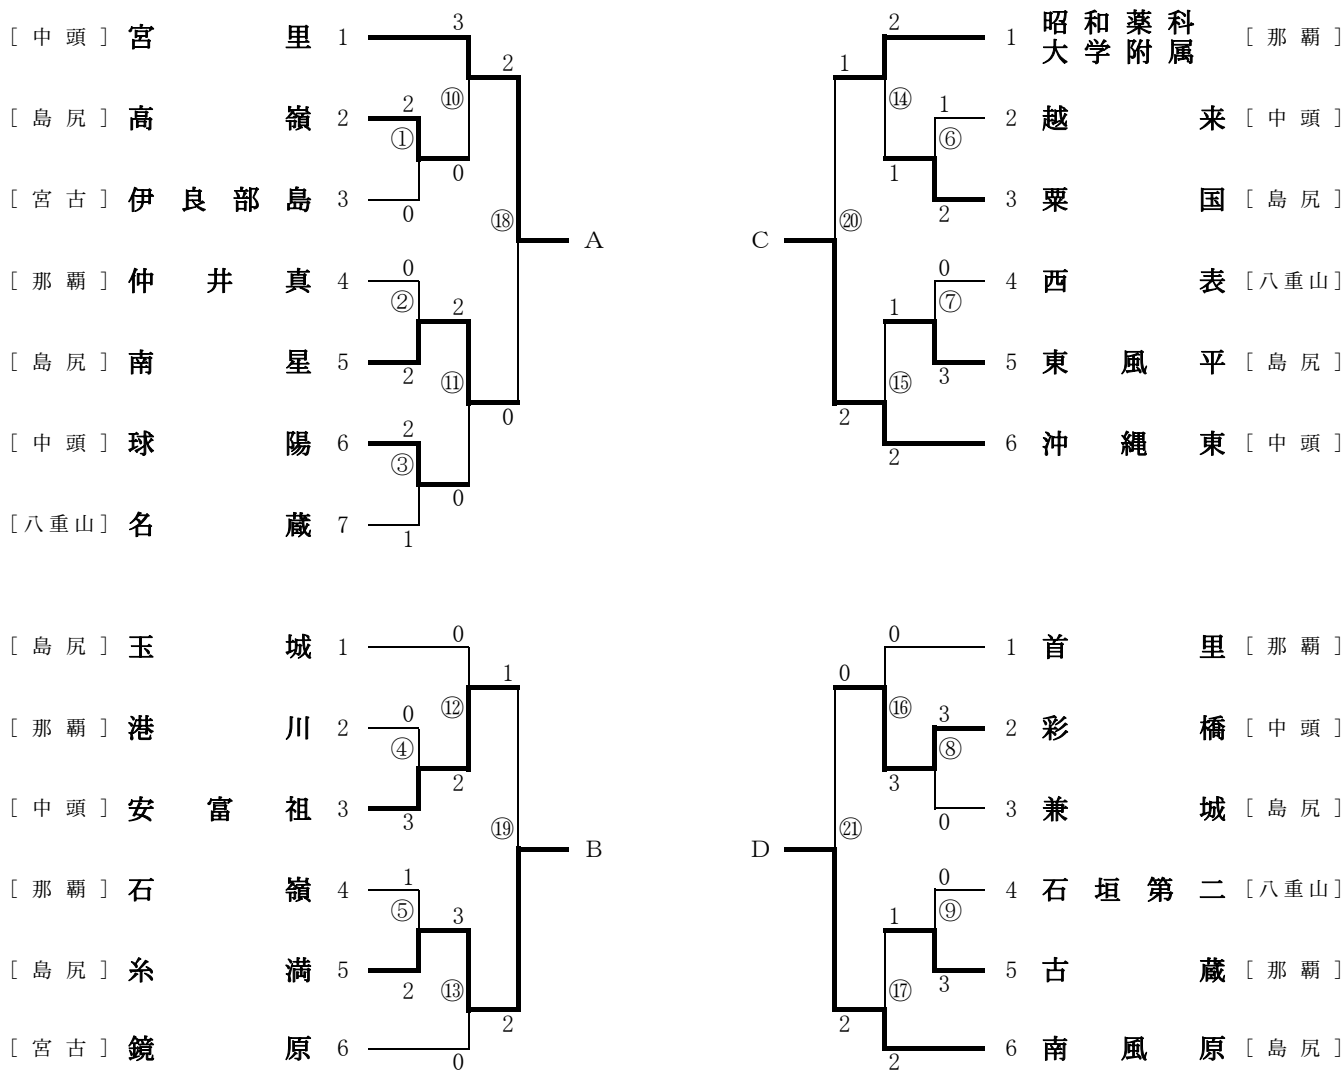 [ 中 頭 ] 宮 里 1
3
2
[ 島 尻 ] 高 嶺 2
2
①
⑩
0
[ 宮 古 ] 伊 良 部 島 3
0
⑱
A
[ 那 覇 ] 仲 井 真 4
0
②
2
[ 島 尻 ] 南 星 5
2
⑪
0
[ 中 頭 ] 球 陽 6
2
③
0
[ 八重山 ] 名 蔵 7
1
2
1 昭 和 薬 科
大 学 附 属 [ 那 覇 ]
1
⑭
1
⑥
2 越 来 [ 中 頭 ]
1
2
3 粟 国 [ 島 尻 ]
C
⑳
0
⑦
4 西 表 [ 八重山 ]
1
3
5 東 風 平 [ 島 尻 ]
⑮
2
2
6 沖 縄 東 [ 中 頭 ]
[ 島 尻 ] 玉 城 1
0
1
[ 那 覇 ] 港 川 2
0
④
⑫
2
[ 中 頭 ] 安 富 祖 3
3
⑲
B
[ 那 覇 ] 石 嶺 4
1
⑤
3
[ 島 尻 ] 糸 満 5
2
⑬
2
[ 宮 古 ] 鏡 原 6
0
0
1 首 里 [ 那 覇 ]
0
⑯
3
⑧
2 彩 橋 [ 中 頭 ]
3
0
3 兼 城 [ 島 尻 ]
D
㉑
0
⑨
4 石 垣 第 二 [ 八重山 ]
1
3
5 古 蔵 [ 那 覇 ]
⑰
2
2
6 南 風 原 [ 島 尻 ]